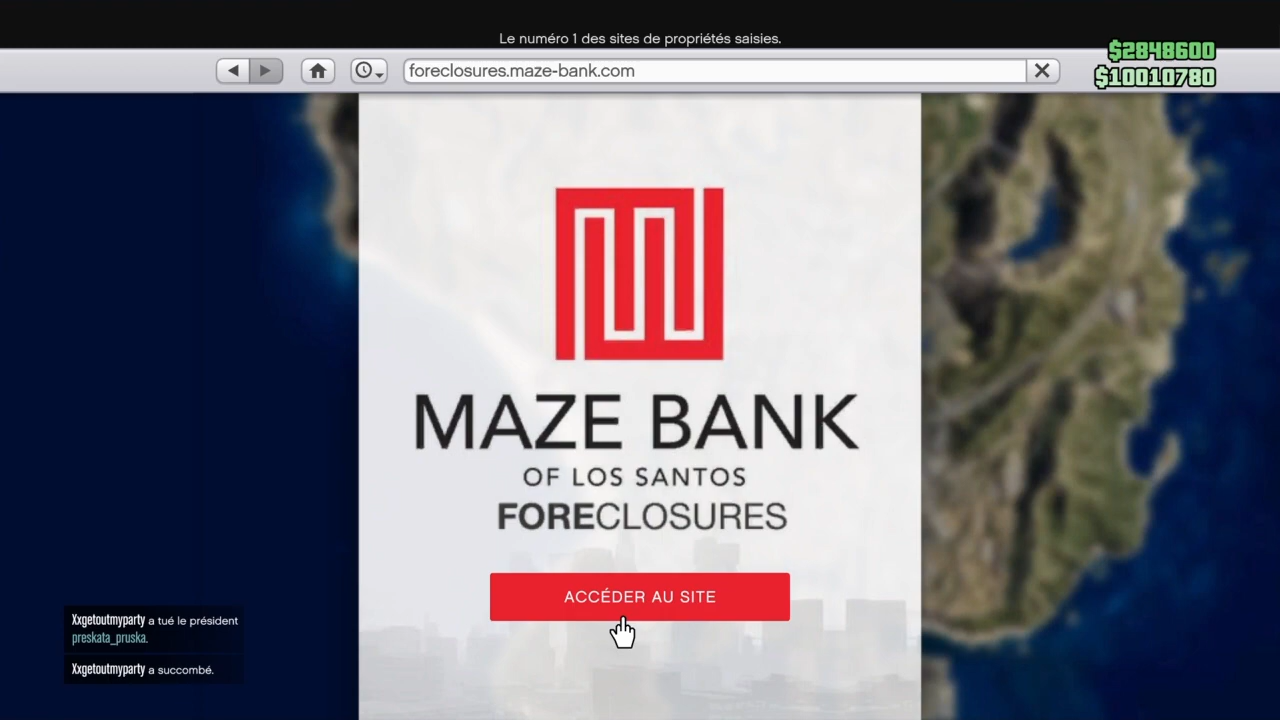 Le numéro 1 des sites de propriétés saisies.
foreclosures.maze-bank.com
$2848600
$10010780
MAZE BANK
OF LOS SANTOS
FORECLOSURES
ACCÉDER AU SITE
Xxgetoutmyparty a tué le président
preskata_pruska.
Xxgetoutmyparty a succombé.